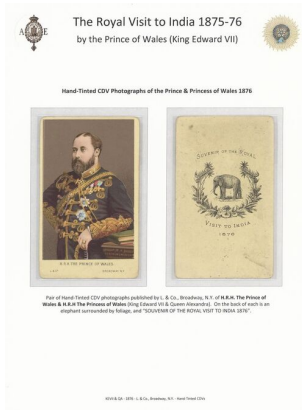 A E
The Royal Visit to India 1875-76
by the Prince of Wales (King Edward VII)
Hand-Tinted CDV Photographs of the Prince & Princess of Wales 1876
H.R.H. THE PRINCE OF WALES.
SOUVENIR OF THE ROYAL
VISIT TO INDIA
1876
Pair of Hand-Tinted CDV photographs published by L. & Co., Broadway, N.Y. of H.R.H. The Prince of
Wales & H.R.H The Princess of Wales (King Edward VII & Queen Alexandra). On the back of each is an
elephant surrounded by foliage, and "SOUVENIR OF THE ROYAL VISIT TO INDIA 1876".